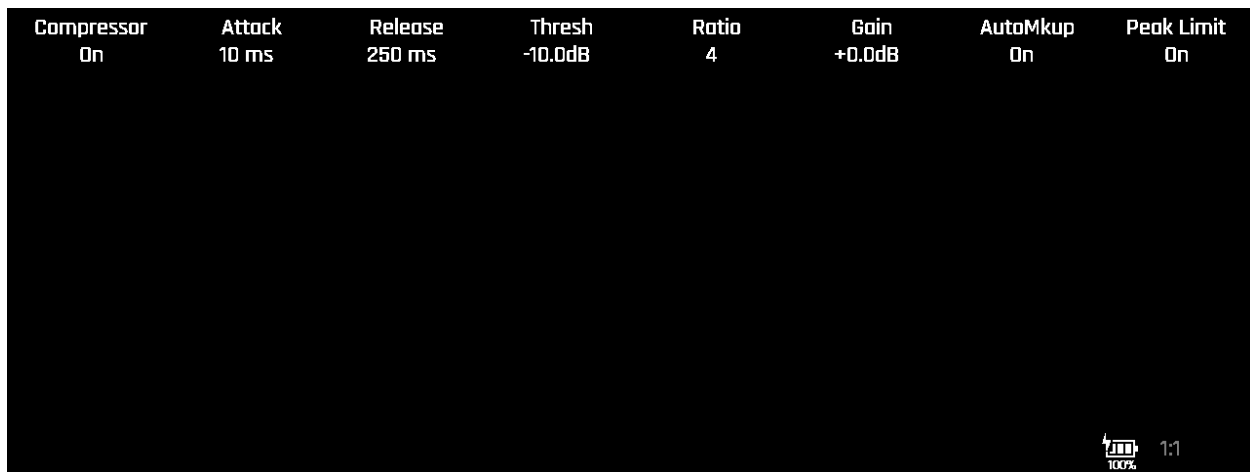 Compressor Attack Release Thresh Ratio Gain AutoMkup Peak Limit
On 10 ms 250 ms -10.0dB 4 +0.0dB On On
1:1
100%